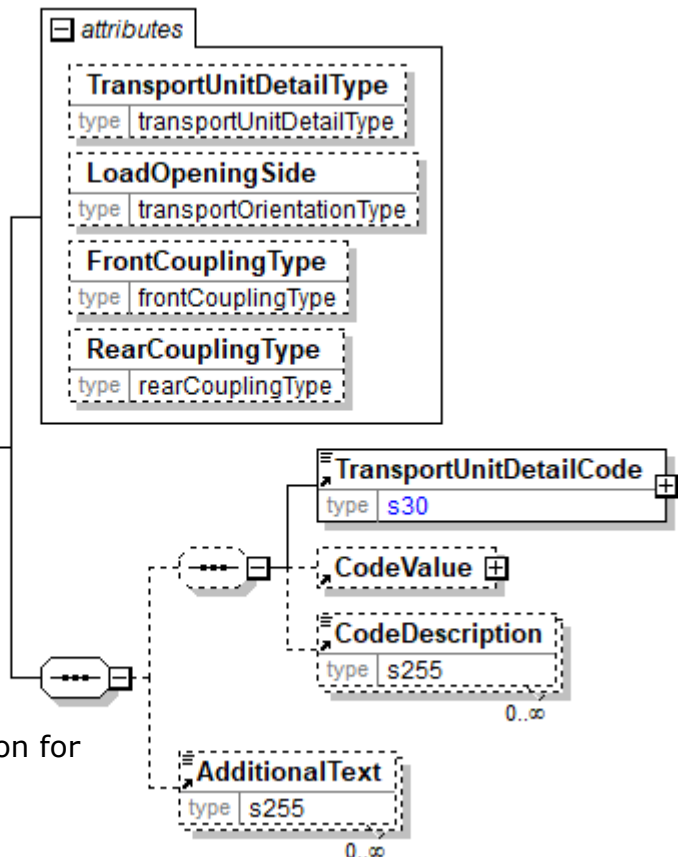 attributes
TransportUnitDetailType
type transportUnitDetailType
LoadOpeningSide
type transportOrientationType
FrontCouplingType
type frontCouplingType
RearCouplingType
type rearCouplingType
TransportUnitDetailCode
type s30
CodeValue
CodeDescription
type s255
0..∞
on for
AdditionalText
type s255
0..∞